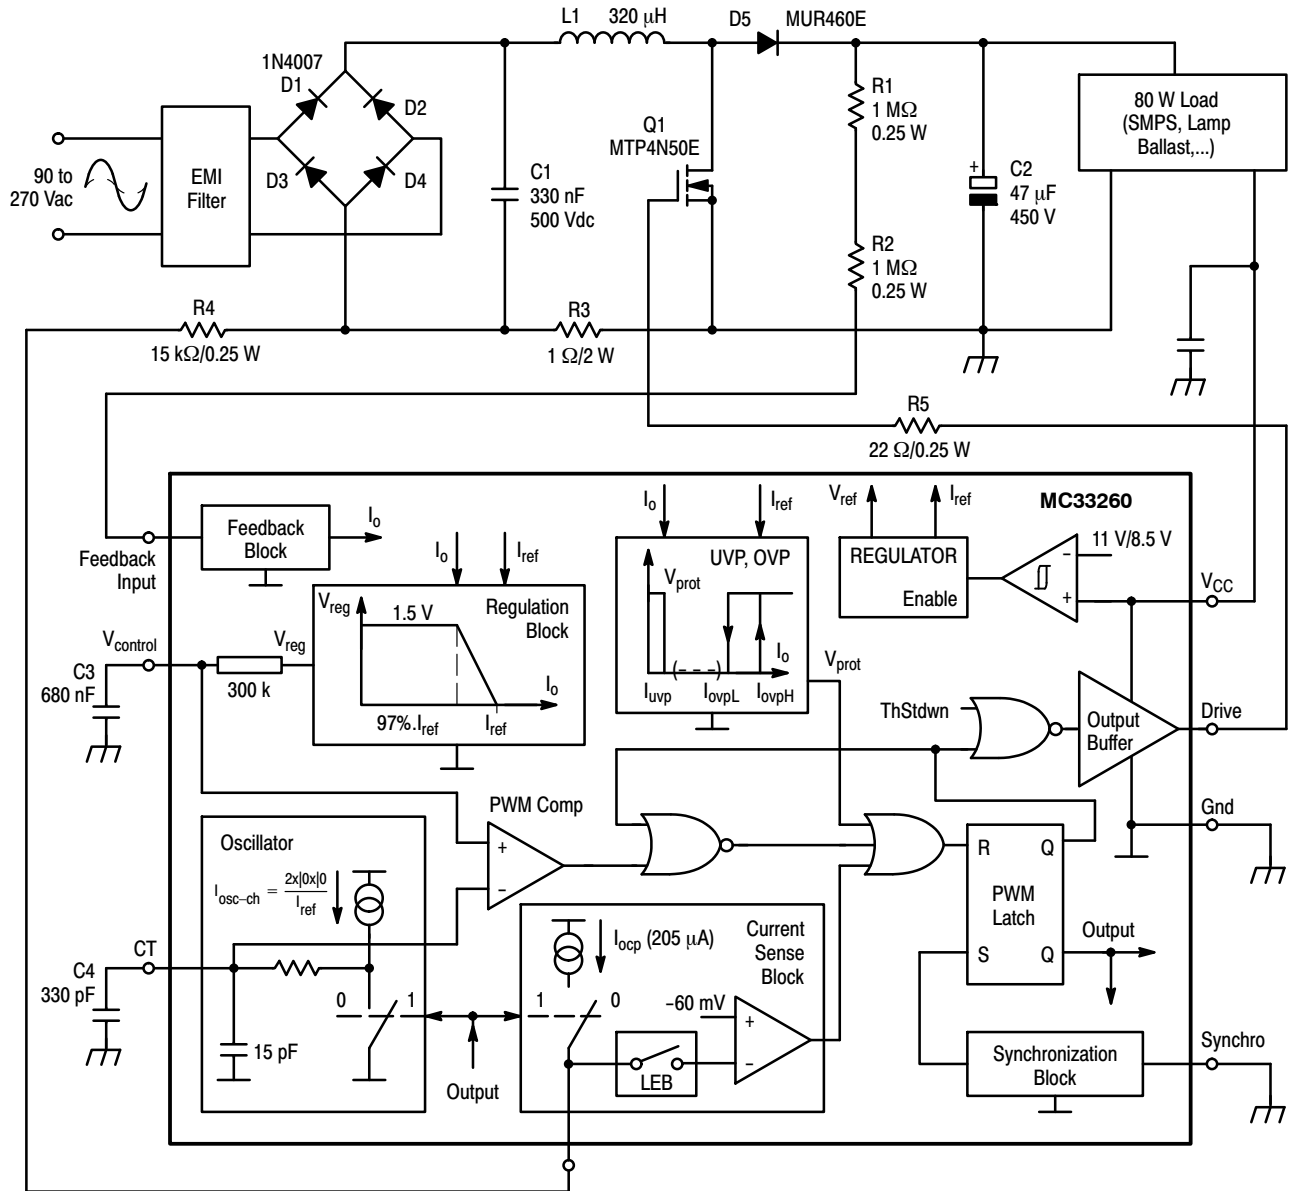 L1 320 μH
D5 MUR460E
1N4007
D1
D2
D3
D4
90 to
270 Vac
EMI
Filter
C1
330 nF
500 Vdc
Q1
MTP4N50E
R1
1 MΩ
0.25 W
R2
1 MΩ
0.25 W
+
C2
47 μF
450 V
80 W Load
(SMPS, Lamp
Ballast,...)
R4
15 kΩ/0.25 W
R3
1 Ω/2 W
R5
22 Ω/0.25 W
MC33260
Feedback
Input
Feedback
Block
Io
Io
Iref
Vreg
1.5 V
Regulation
Block
Io
97%.Iref
Iref
Vcontrol
Vreg
300 k
C3
680 nF
Io
Iref
UVP, OVP
Vprot
Io
Iuvp
(- - - -)
IovpL
IovpH
Vprot
Vref
Iref
REGULATOR
Enable
11 V/8.5 V
−
+
VCC
ThStdwn
Output
Buffer
Drive
Gnd
PWM Comp
+
−
Oscillator
Iosc–ch = 2x|0x|0 / Iref
CT
C4
330 pF
0
1
15 pF
Output
Iocp (205 μA)
Current
Sense
Block
1
0
–60 mV
+
−
LEB
R
Q
PWM
Latch
S
Q
Output
Synchronization
Block
Synchro